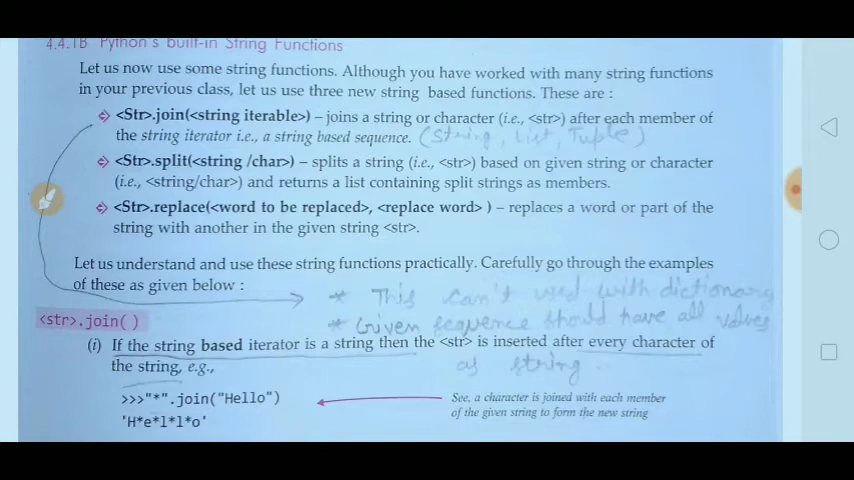 4.4.1B Python's built-in String Functions
Let us now use some string functions. Although you have worked with many string functions
in your previous class, let us use three new string based functions. These are :
<Str>.join(<string iterable>) – joins a string or character (i.e., <str>) after each member of
the string iterator i.e., a string based sequence. (String, List, Tuple)
<Str>.split(<string /char>) – splits a string (i.e., <str>) based on given string or character
(i.e., <string/char>) and returns a list containing split strings as members.
<Str>.replace(<word to be replaced>, <replace word> ) – replaces a word or part of the
string with another in the given string <str>.
Let us understand and use these string functions practically. Carefully go through the examples
of these as given below :
* This can't used with dictionary
<str>.join( )
* Given sequence should have all values
(i) If the string based iterator is a string then the <str> is inserted after every character of
the string, e.g.,
as string.
>>>"*".join("Hello")
'H*e*l*l*o'
See, a character is joined with each member
of the given string to form the new string